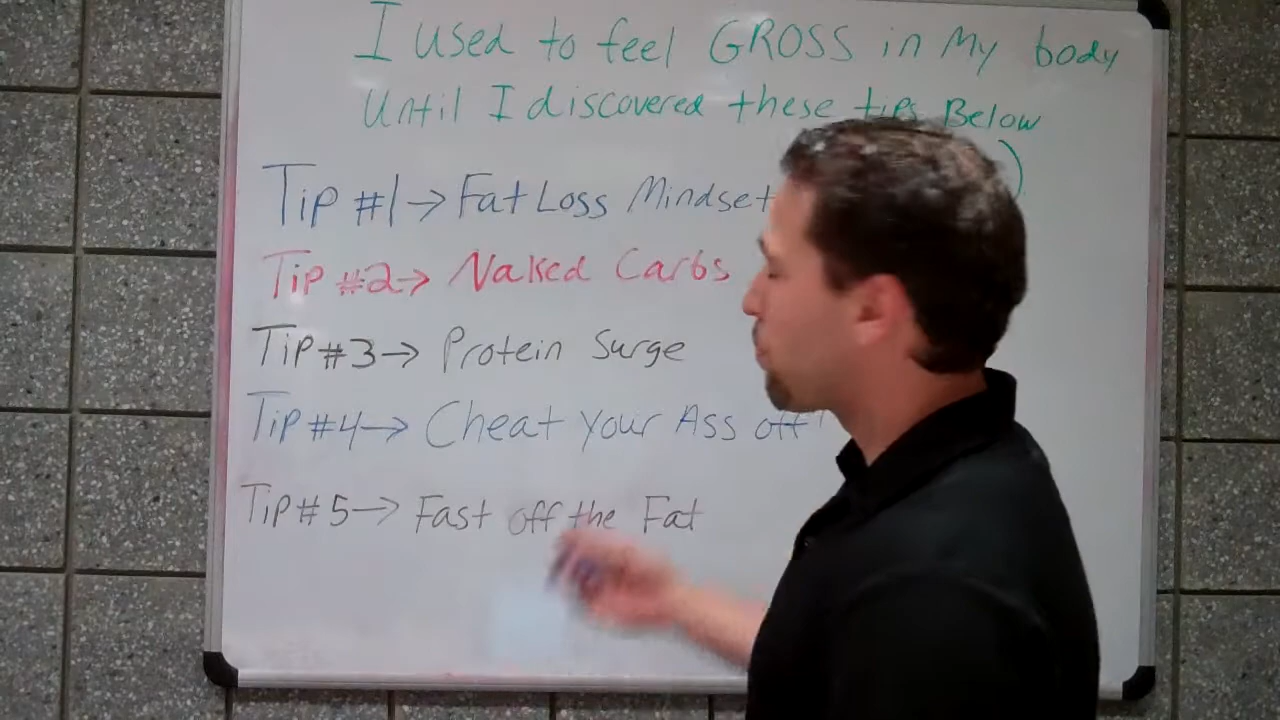 I used to feel GROSS in My body
Until I discovered these tips Below
Tip #1→ Fat Loss Mindset
Tip #2→ Naked Carbs
Tip #3→ Protein Surge
Tip #4→ Cheat your Ass off
Tip #5→ Fast off the Fat